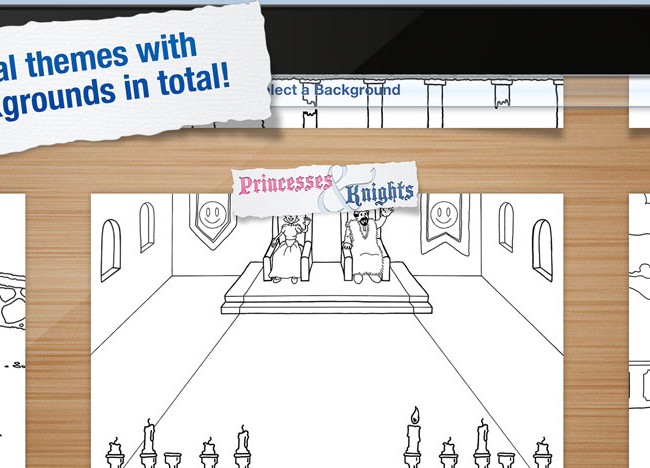 al themes with
grounds in total!
lect a Background
Princesses & Knights